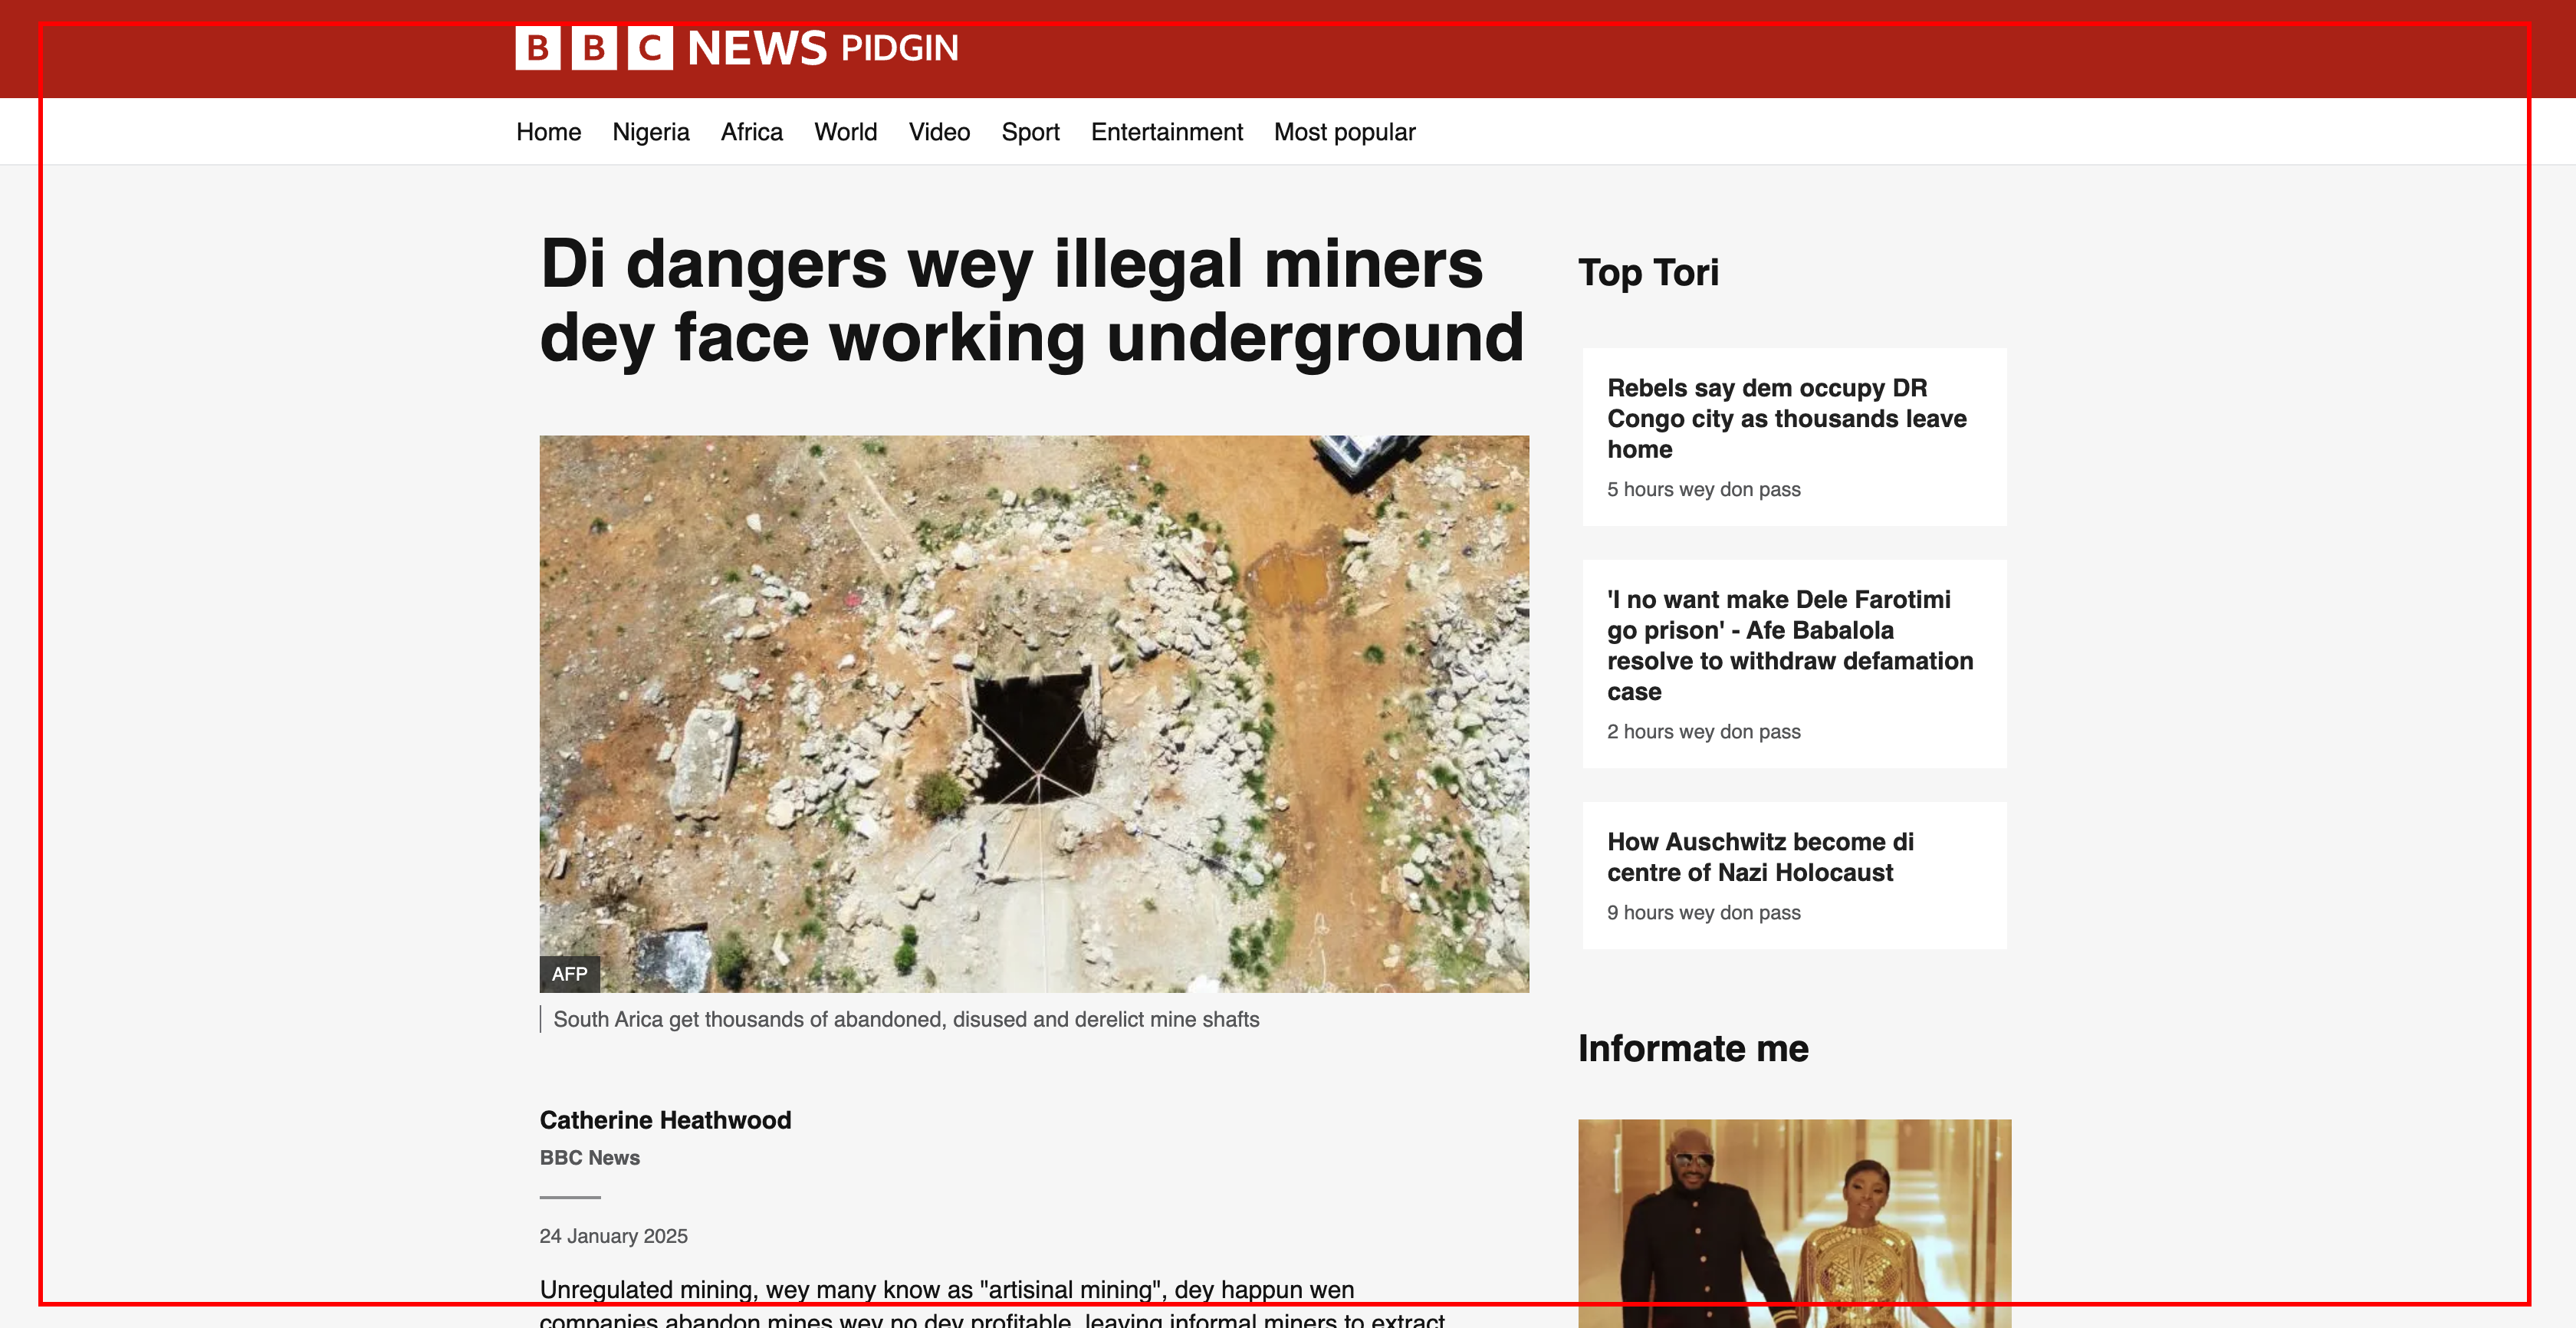 BBC NEWS PIDGIN
Home Nigeria Africa World Video Sport Entertainment Most popular
Di dangers wey illegal miners
dey face working underground
AFP
South Arica get thousands of abandoned, disused and derelict mine shafts
Catherine Heathwood
BBC News
24 January 2025
Unregulated mining, wey many know as "artisinal mining", dey happun wen
companies abandon mines wey no dey profitable, leaving informal miners to extract
Top Tori
Rebels say dem occupy DR
Congo city as thousands leave
home
5 hours wey don pass
'I no want make Dele Farotimi
go prison' - Afe Babalola
resolve to withdraw defamation
case
2 hours wey don pass
How Auschwitz become di
centre of Nazi Holocaust
9 hours wey don pass
Informate me